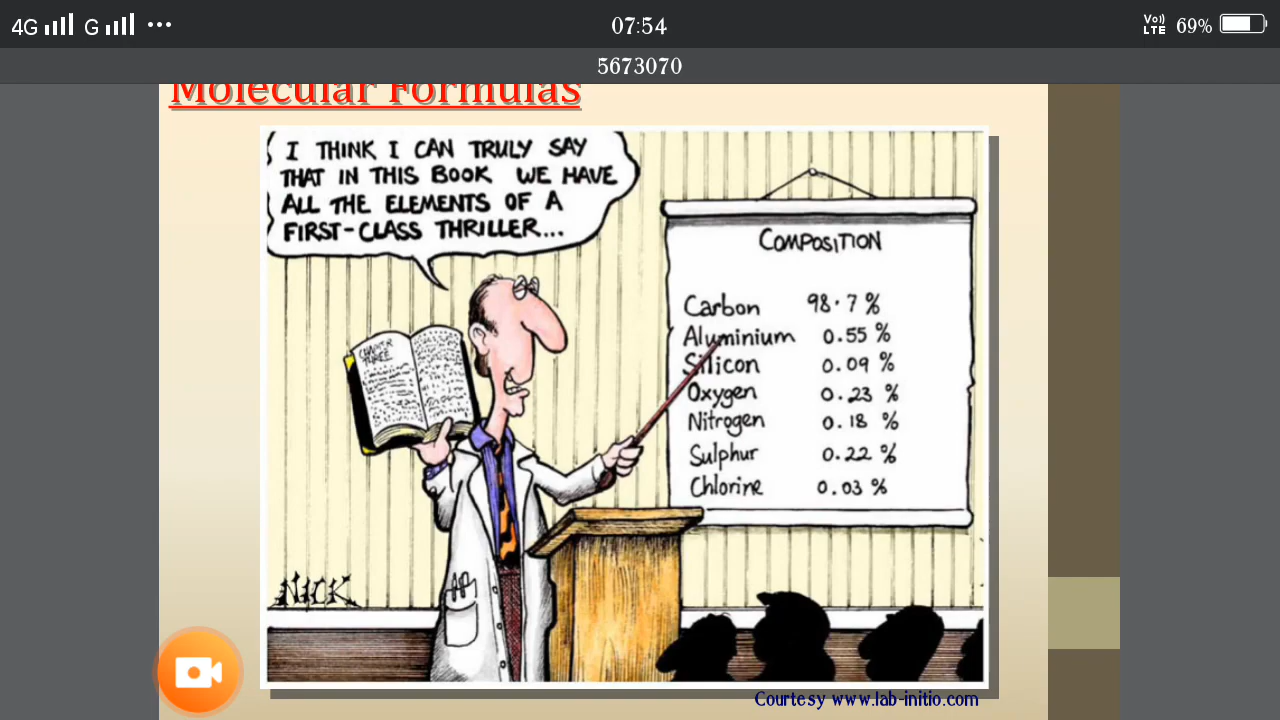 4G G ••• 07:54 Vo)) LTE 69%
5673070
Molecular Formulas
I THINK I CAN TRULY SAY
THAT IN THIS BOOK WE HAVE
ALL THE ELEMENTS OF A
FIRST-CLASS THRILLER...
CHAPTER
THREE
COMPOSITION
Carbon 98.7 %
Aluminium 0.55 %
Silicon 0.09 %
Oxygen 0.23 %
Nitrogen 0.18 %
Sulphur 0.22 %
Chlorine 0.03 %
NICK
Courtesy www.lab-initio.com